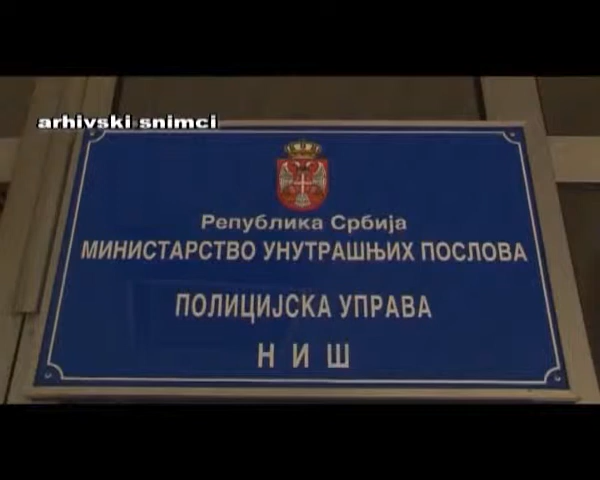 arhivski snimci
Република Србија
МИНИСТАРСТВО УНУТРАШЊИХ ПОСЛОВА
ПОЛИЦИЈСКА УПРАВА
Н И Ш